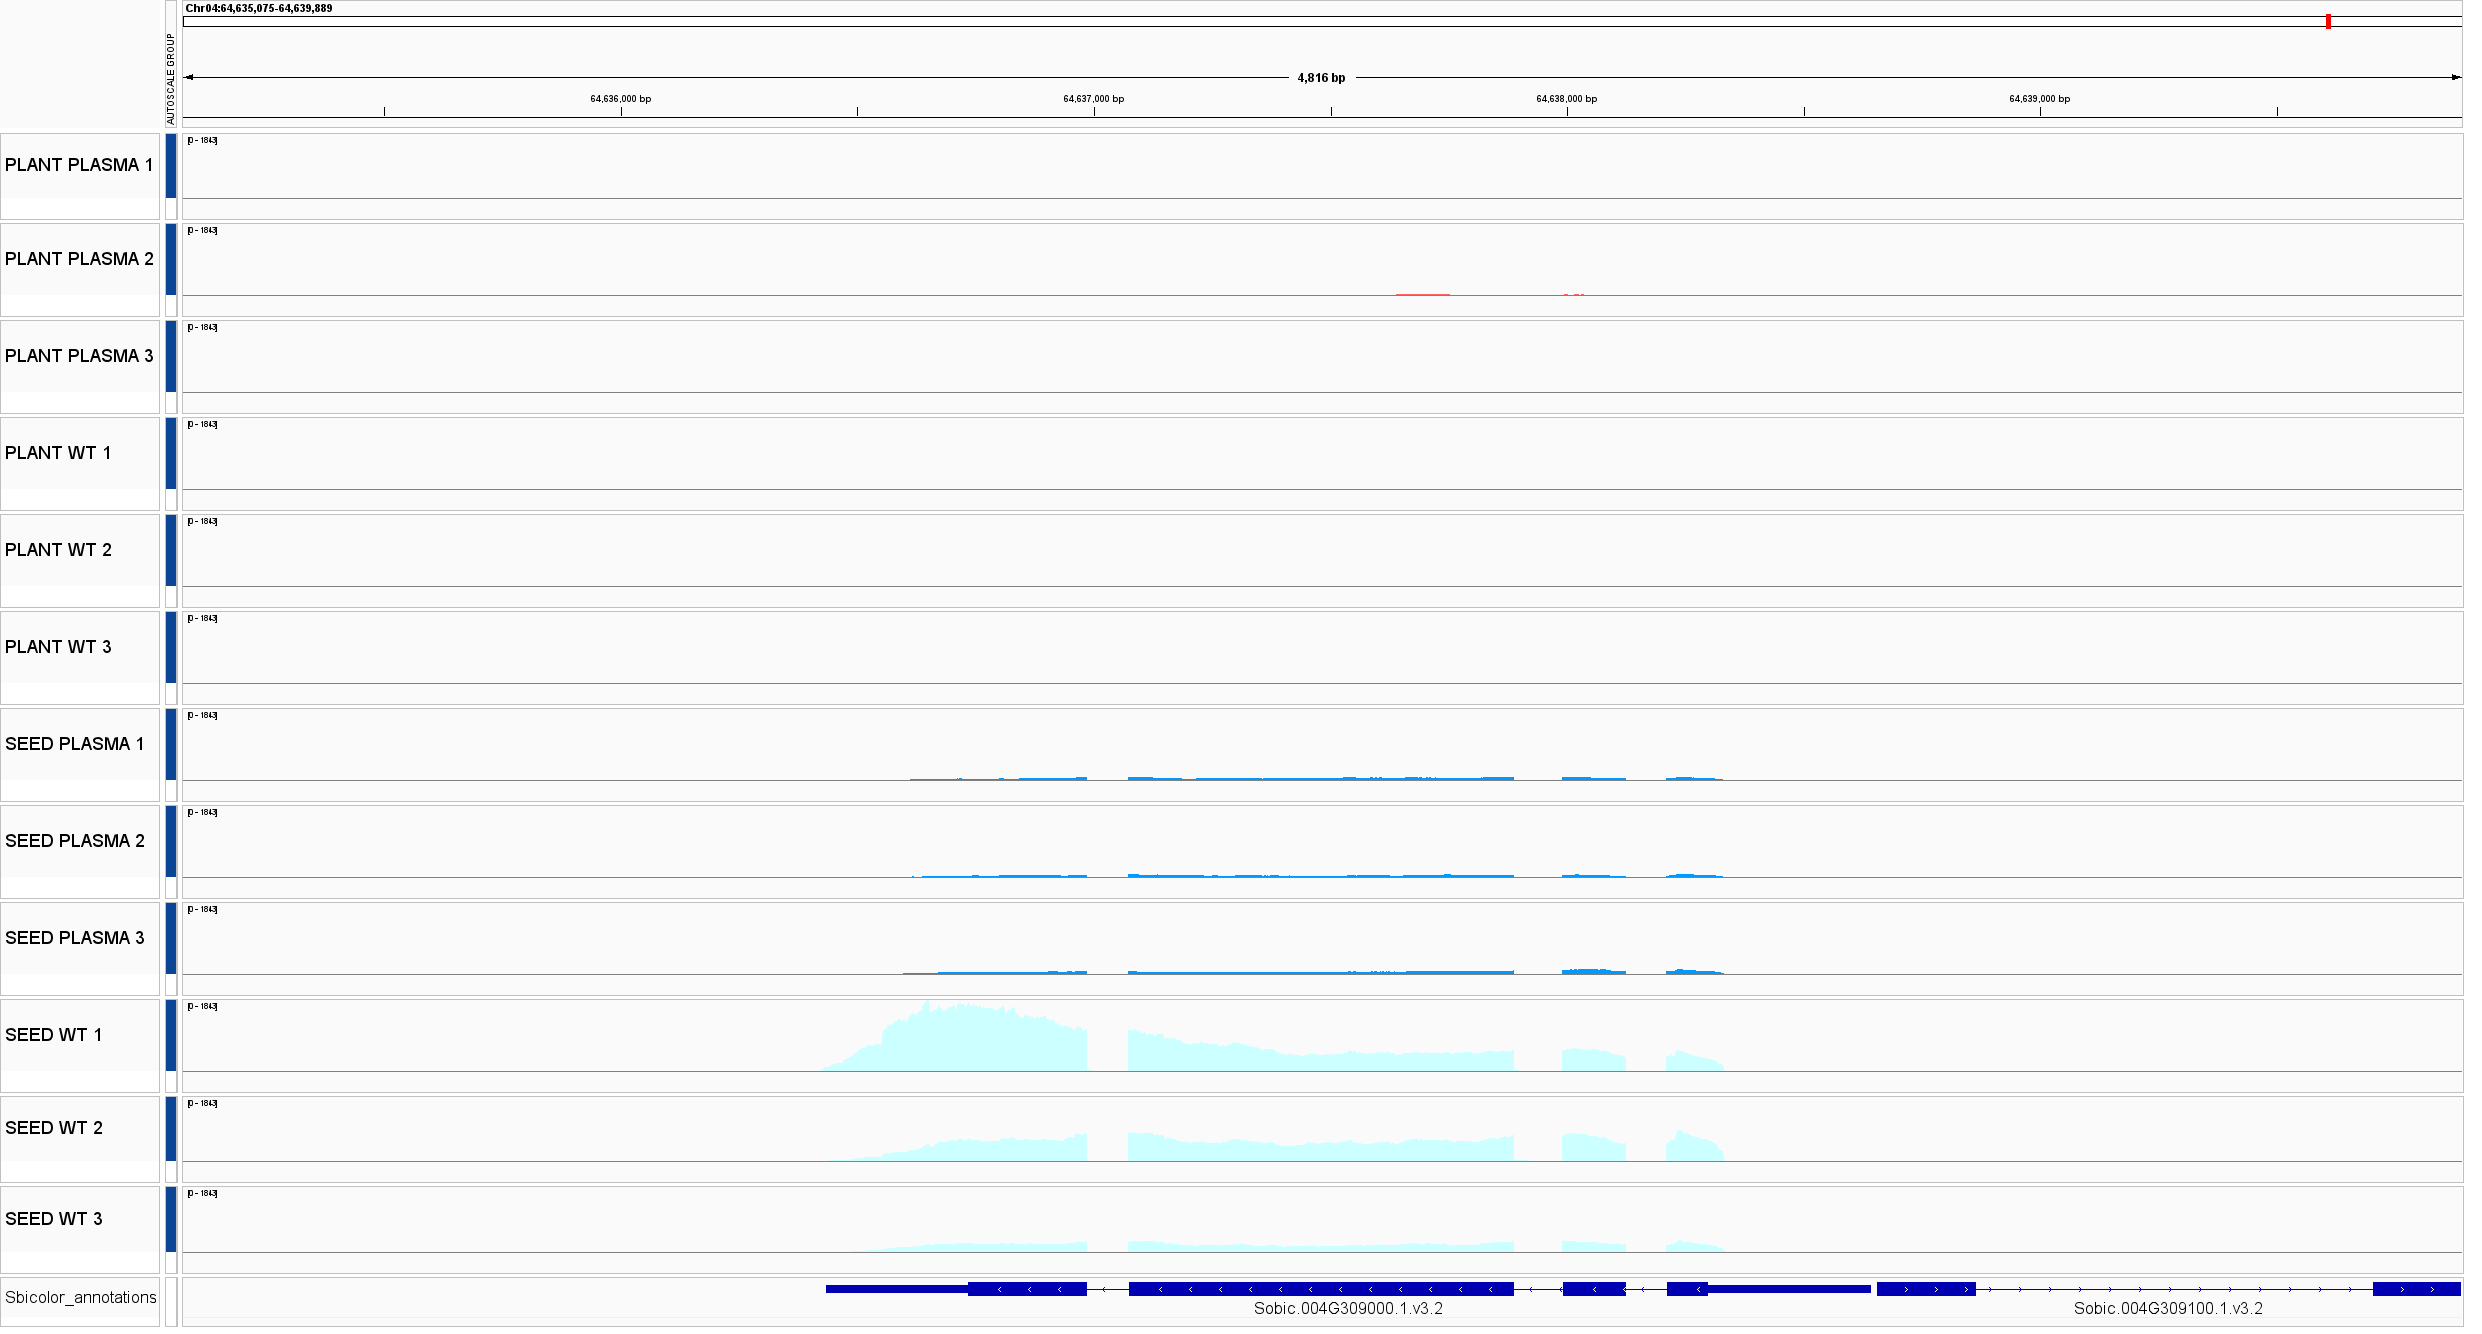 Chr04:64,635,075-64,639,889
AUTOSCALE GROUP
4,816 bp
64,636,000 bp 64,637,000 bp 64,638,000 bp 64,639,000 bp
PLANT PLASMA 1
PLANT PLASMA 2
PLANT PLASMA 3
PLANT WT 1
PLANT WT 2
PLANT WT 3
SEED PLASMA 1
SEED PLASMA 2
SEED PLASMA 3
SEED WT 1
SEED WT 2
SEED WT 3
Sbicolor_annotations
Sobic.004G309000.1.v3.2 Sobic.004G309100.1.v3.2